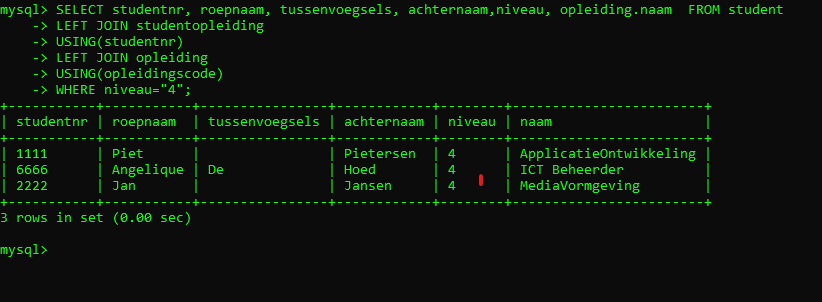 mysql> SELECT studentnr, roepnaam, tussenvoegsels, achternaam,niveau, opleiding.naam  FROM student
    -> LEFT JOIN studentopleiding
    -> USING(studentnr)
    -> LEFT JOIN opleiding
    -> USING(opleidingscode)
    -> WHERE niveau="4";
+-----------+-----------+----------------+------------+--------+------------------------+
| studentnr | roepnaam  | tussenvoegsels | achternaam | niveau | naam                   |
+-----------+-----------+----------------+------------+--------+------------------------+
| 1111      | Piet      |                | Pietersen  | 4      | ApplicatieOntwikkeling |
| 6666      | Angelique | De             | Hoed       | 4      | ICT Beheerder          |
| 2222      | Jan       |                | Jansen     | 4      | MediaVormgeving        |
+-----------+-----------+----------------+------------+--------+------------------------+
3 rows in set (0.00 sec)

mysql>